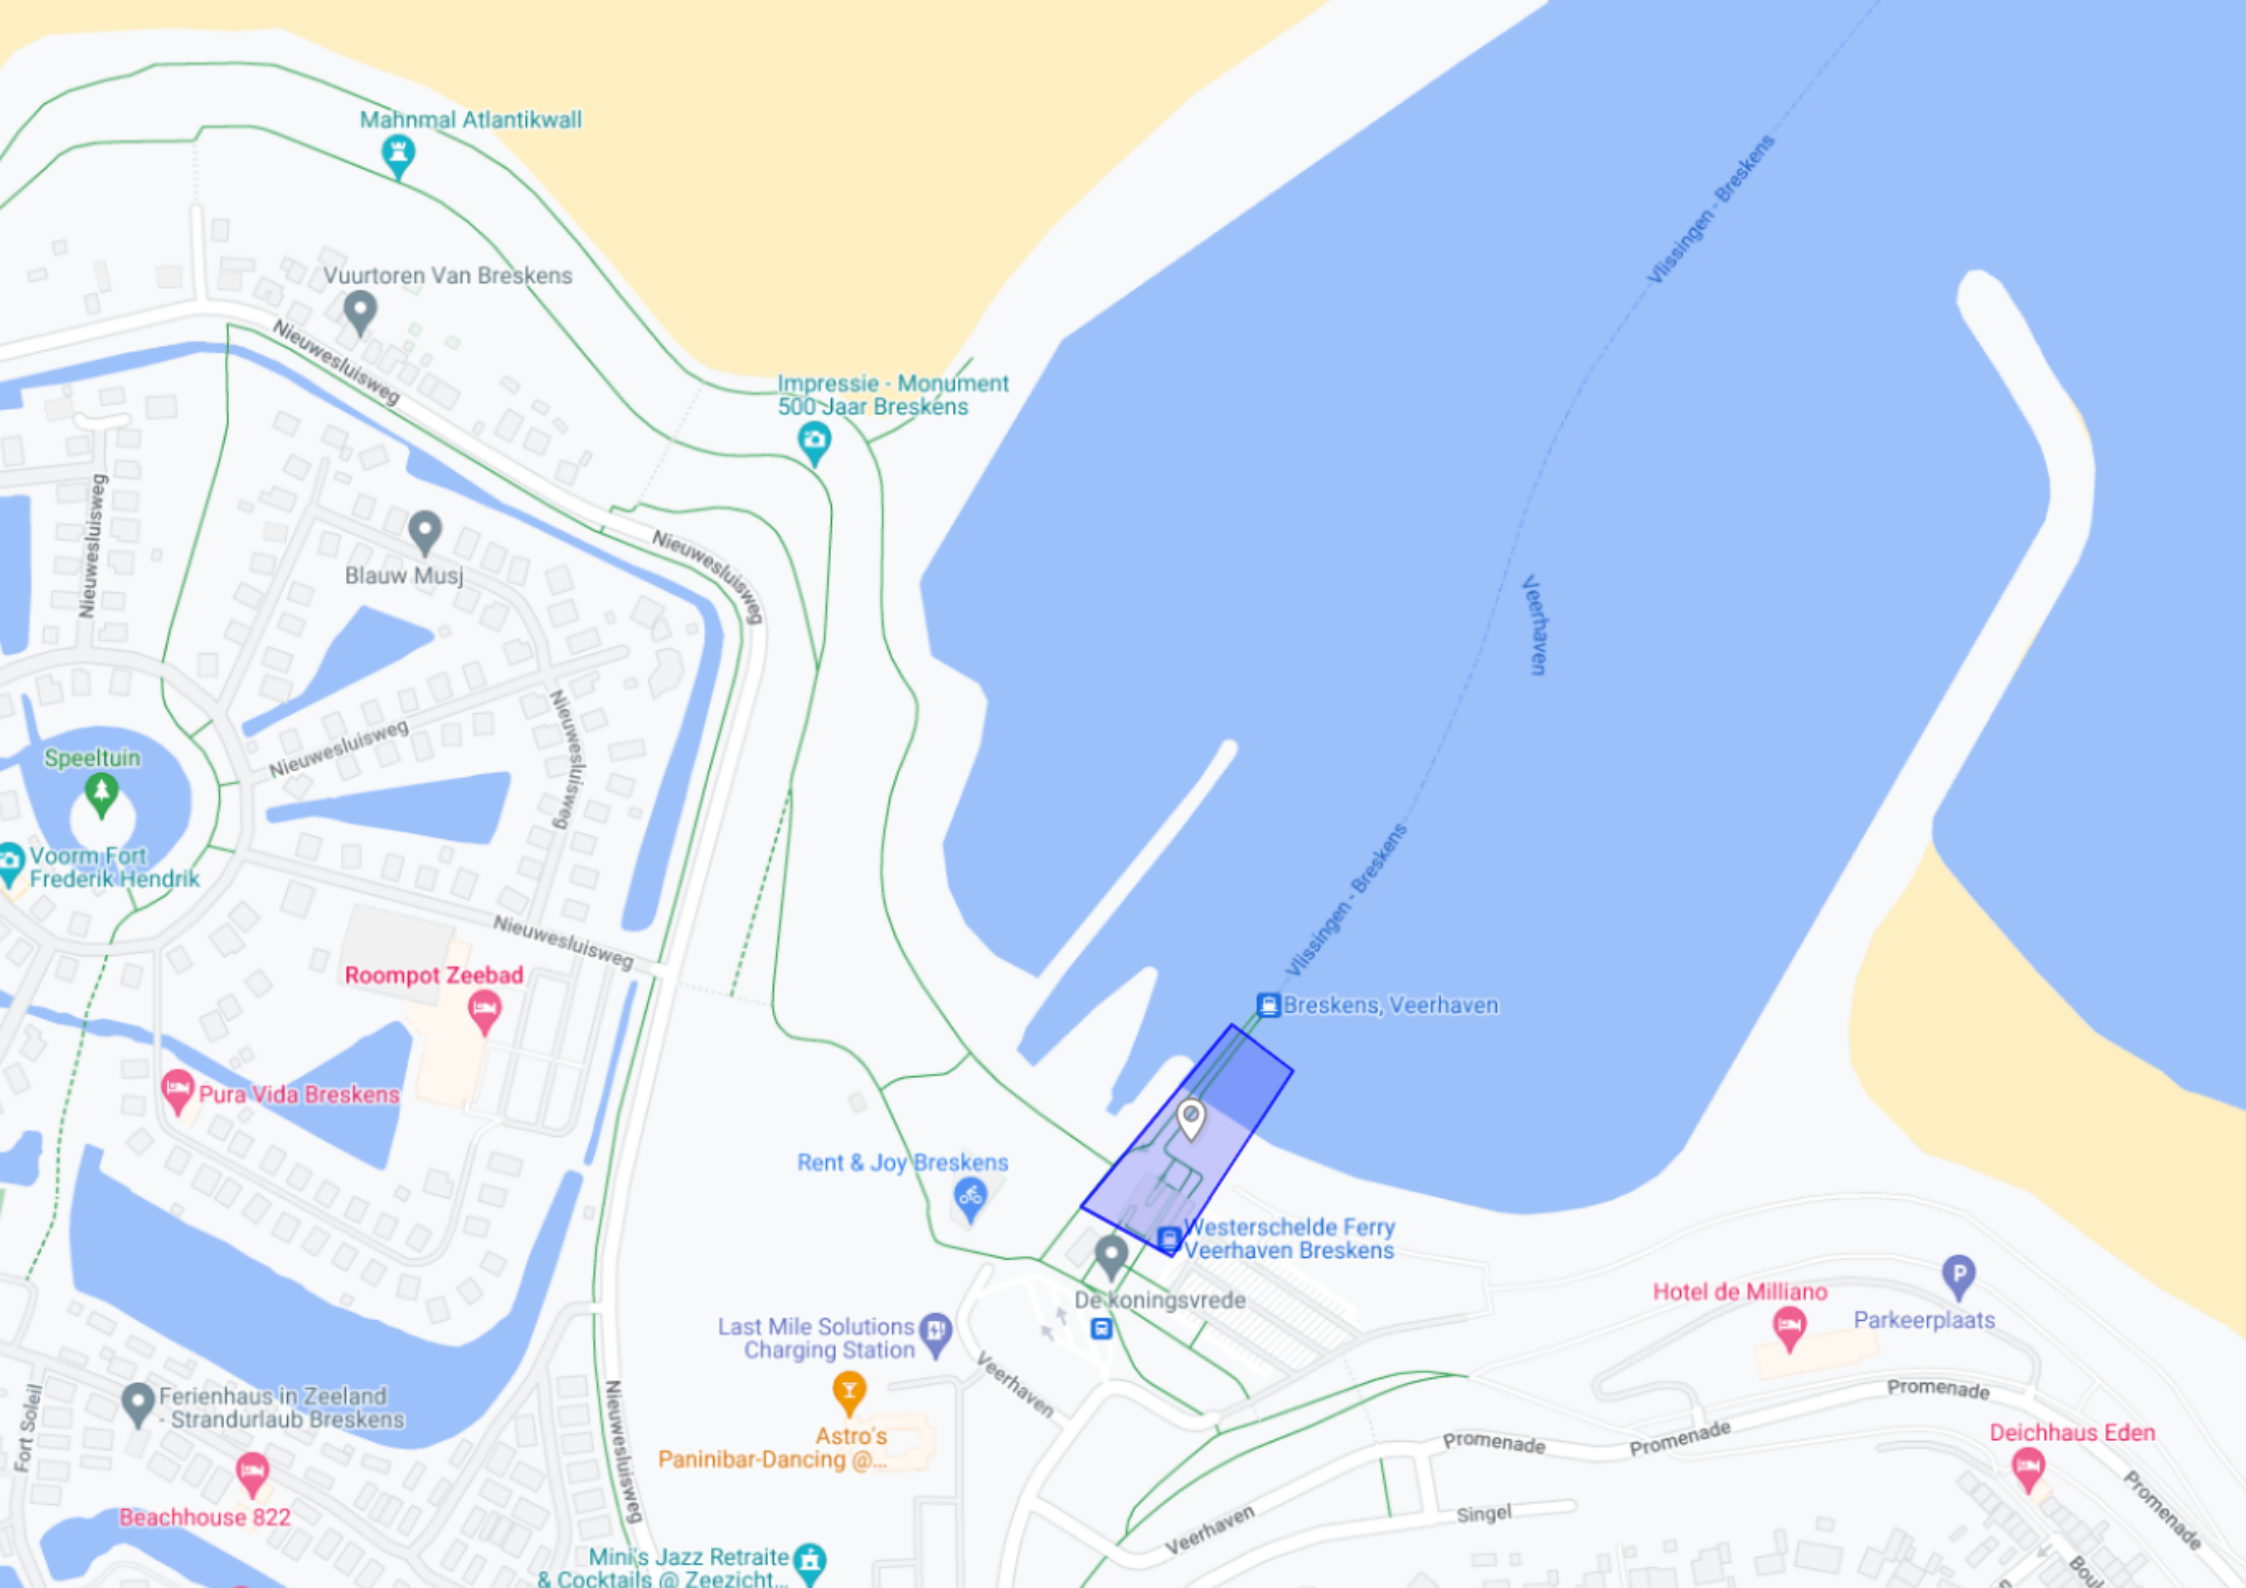 Mahnmal Atlantikwall
Vlissingen - Breskens
Vuurtoren Van Breskens
Nieuwesluisweg
Impressie - Monument
500 Jaar Breskens
Nieuwesluisweg
Nieuwesluisweg
Blauw Musj
Veerhaven
Nieuwesluisweg
Nieuwesluisweg
Speeltuin
Voorm Fort
Frederik Hendrik
Vlissingen - Breskens
Nieuwesluisweg
Roompot Zeebad
Breskens, Veerhaven
Pura Vida Breskens
Rent & Joy Breskens
Westerschelde Ferry
Veerhaven Breskens
De koningsvrede
Hotel de Milliano
P
Parkeerplaats
Last Mile Solutions
Charging Station
Veerhaven
Fort Soleil
Ferienhaus in Zeeland
- Strandurlaub Breskens
Nieuwesluisweg
Astro's
Paninibar-Dancing @...
Promenade
Promenade
Promenade
Deichhaus Eden
Promenade
Beachhouse 822
Veerhaven
Singel
Mini's Jazz Retraite
& Cocktails @ Zeezicht...